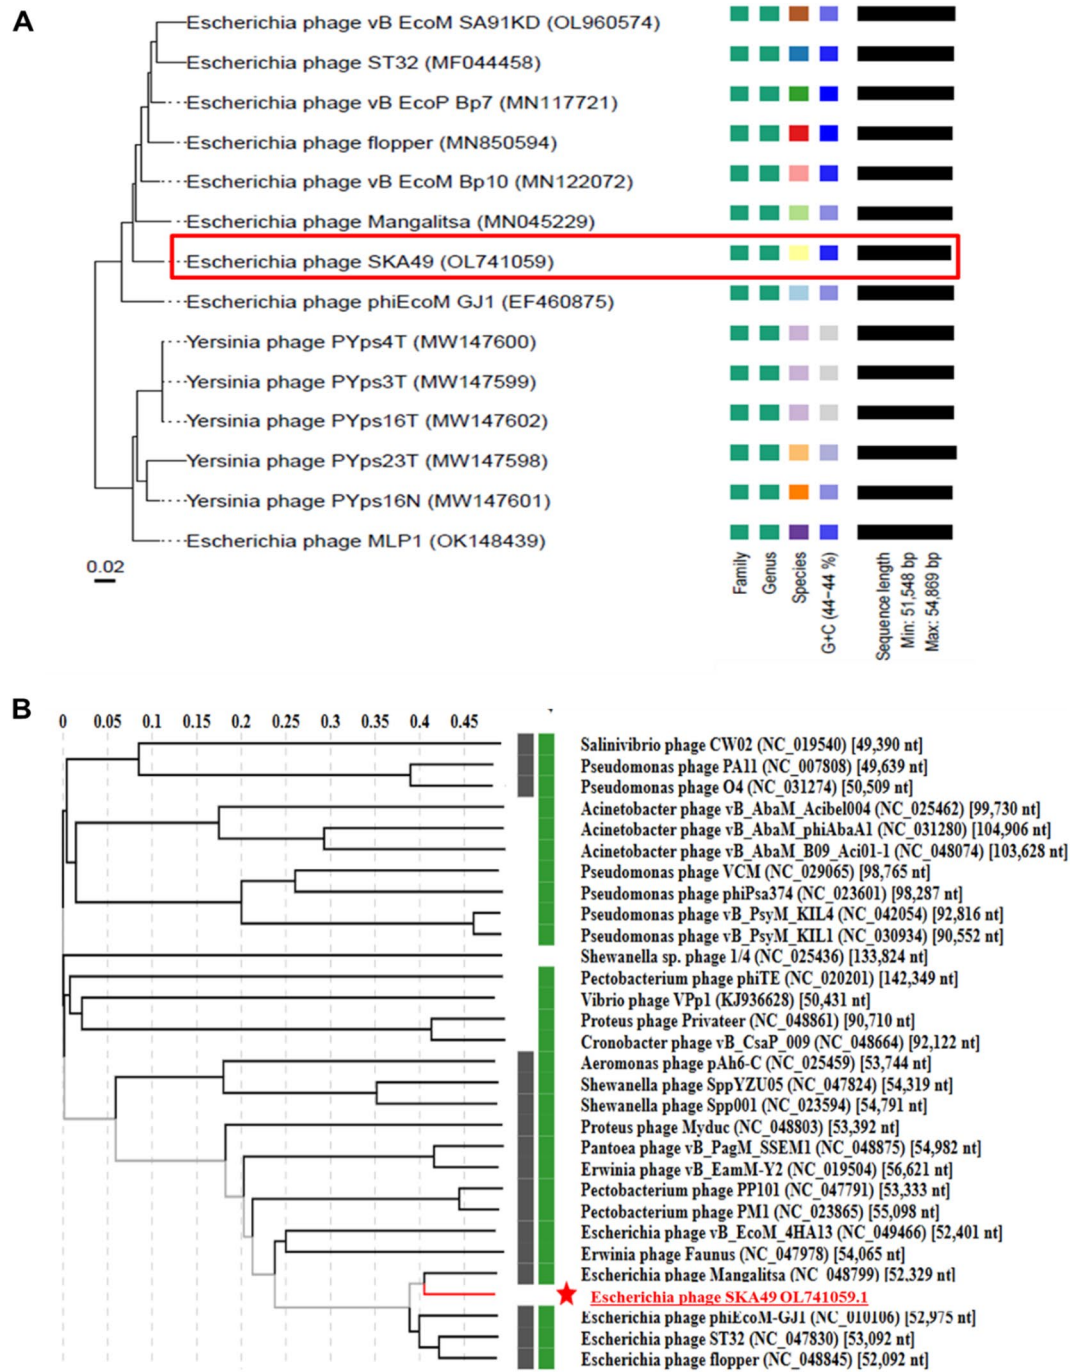 A
Escherichia phage vB EcoM SA91KD (OL960574)
Escherichia phage ST32 (MF044458)
Escherichia phage vB EcoP Bp7 (MN117721)
Escherichia phage flopper (MN850594)
Escherichia phage vB EcoM Bp10 (MN122072)
Escherichia phage Mangalitsa (MN045229)
Escherichia phage SKA49 (OL741059)
Escherichia phage phiEcoM GJ1 (EF460875)
Yersinia phage PYps4T (MW147600)
Yersinia phage PYps3T (MW147599)
Yersinia phage PYps16T (MW147602)
Yersinia phage PYps23T (MW147598)
Yersinia phage PYps16N (MW147601)
Escherichia phage MLP1 (OK148439)
0.02
Family
Genus
Species
G+C (44-44 %)
Sequence length
Min: 51,548 bp
Max: 54,869 bp
B
0 0.05 0.1 0.15 0.2 0.25 0.3 0.35 0.4 0.45
Salinivibrio phage CW02 (NC_019540) [49,390 nt]
Pseudomonas phage PA11 (NC_007808) [49,639 nt]
Pseudomonas phage O4 (NC_031274) [50,509 nt]
Acinetobacter phage vB_AbaM_Acibel004 (NC_025462) [99,730 nt]
Acinetobacter phage vB_AbaM_phiAbaA1 (NC_031280) [104,906 nt]
Acinetobacter phage vB_AbaM_B09_Aci01-1 (NC_048074) [103,628 nt]
Pseudomonas phage VCM (NC_029065) [98,765 nt]
Pseudomonas phage phiPsa374 (NC_023601) [98,287 nt]
Pseudomonas phage vB_PsyM_KIL4 (NC_042054) [92,816 nt]
Pseudomonas phage vB_PsyM_KIL1 (NC_030934) [90,552 nt]
Shewanella sp. phage 1/4 (NC_025436) [133,824 nt]
Pectobacterium phage phiTE (NC_020201) [142,349 nt]
Vibrio phage VPp1 (KJ936628) [50,431 nt]
Proteus phage Privateer (NC_048861) [90,710 nt]
Cronobacter phage vB_CsaP_009 (NC_048664) [92,122 nt]
Aeromonas phage pAh6-C (NC_025459) [53,744 nt]
Shewanella phage SppYZU05 (NC_047824) [54,319 nt]
Shewanella phage Spp001 (NC_023594) [54,791 nt]
Proteus phage Myduc (NC_048803) [53,392 nt]
Pantoea phage vB_PagM_SSEM1 (NC_048875) [54,982 nt]
Erwinia phage vB_EamM-Y2 (NC_019504) [56,621 nt]
Pectobacterium phage PP101 (NC_047791) [53,333 nt]
Pectobacterium phage PM1 (NC_023865) [55,098 nt]
Escherichia phage vB_EcoM_4HA13 (NC_049466) [52,401 nt]
Erwinia phage Faunus (NC_047978) [54,065 nt]
Escherichia phage Mangalitsa (NC_048799) [52,329 nt]
Escherichia phage SKA49 OL741059.1
Escherichia phage phiEcoM-GJ1 (NC_010106) [52,975 nt]
Escherichia phage ST32 (NC_047830) [53,092 nt]
Escherichia phage flopper (NC_048845) [52,092 nt]